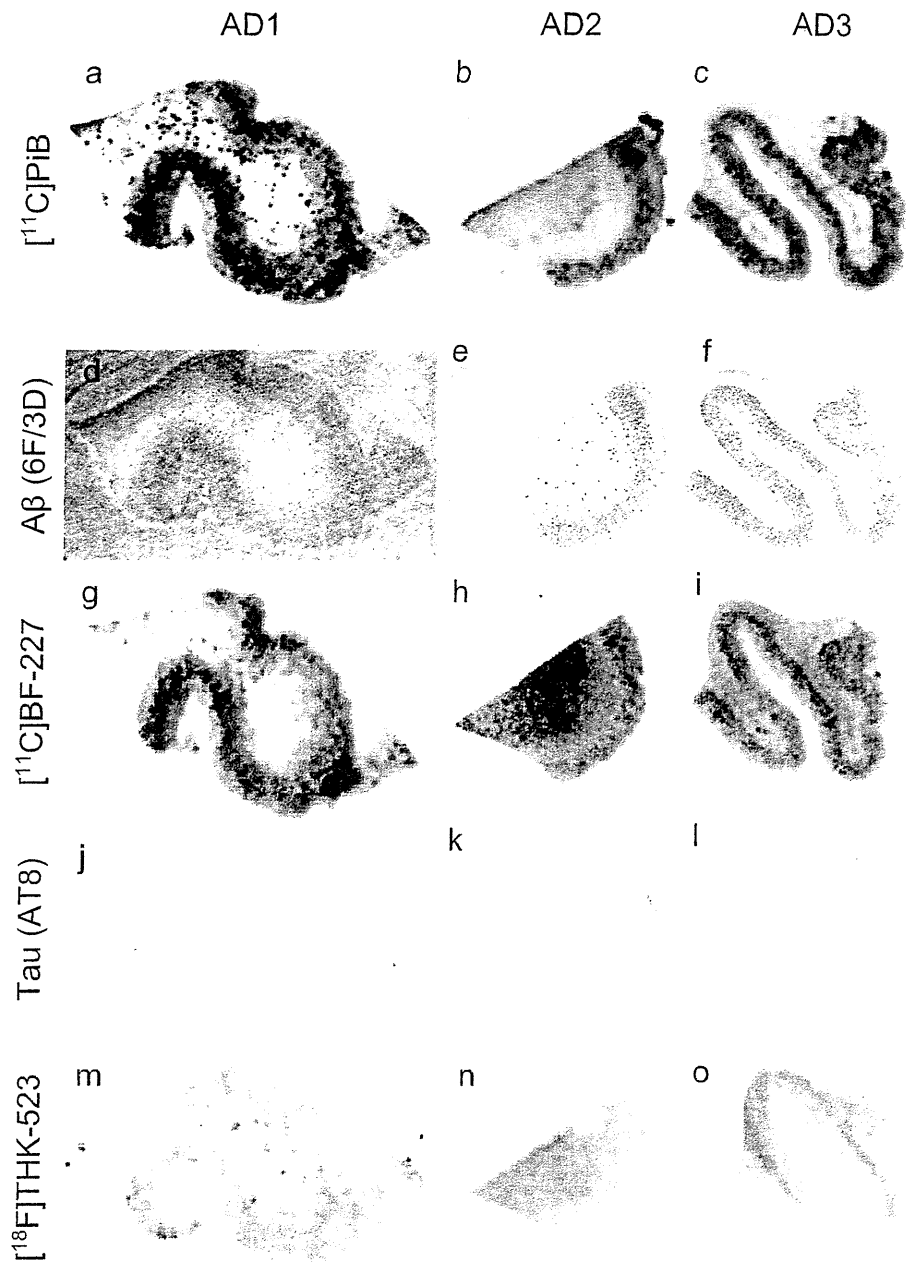 AD1 AD2 AD3
[¹¹C]PiB
a b c
Aβ (6F/3D)
d e f
[¹¹C]BF-227
g h i
Tau (AT8)
j k l
[¹⁸F]THK-523
m n o